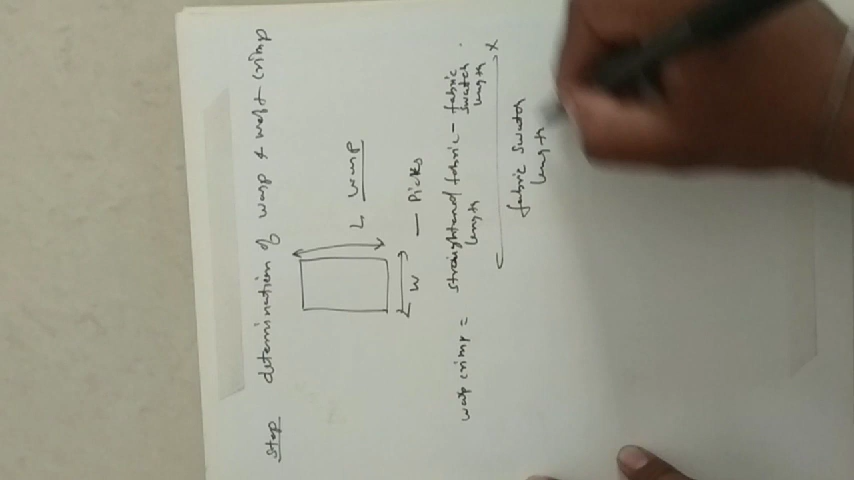 Step determination of warp & weft crimp
L warp
W — Picks
warp crimp = straightened fabric length - fabric swatch length
x
fabric swatch length